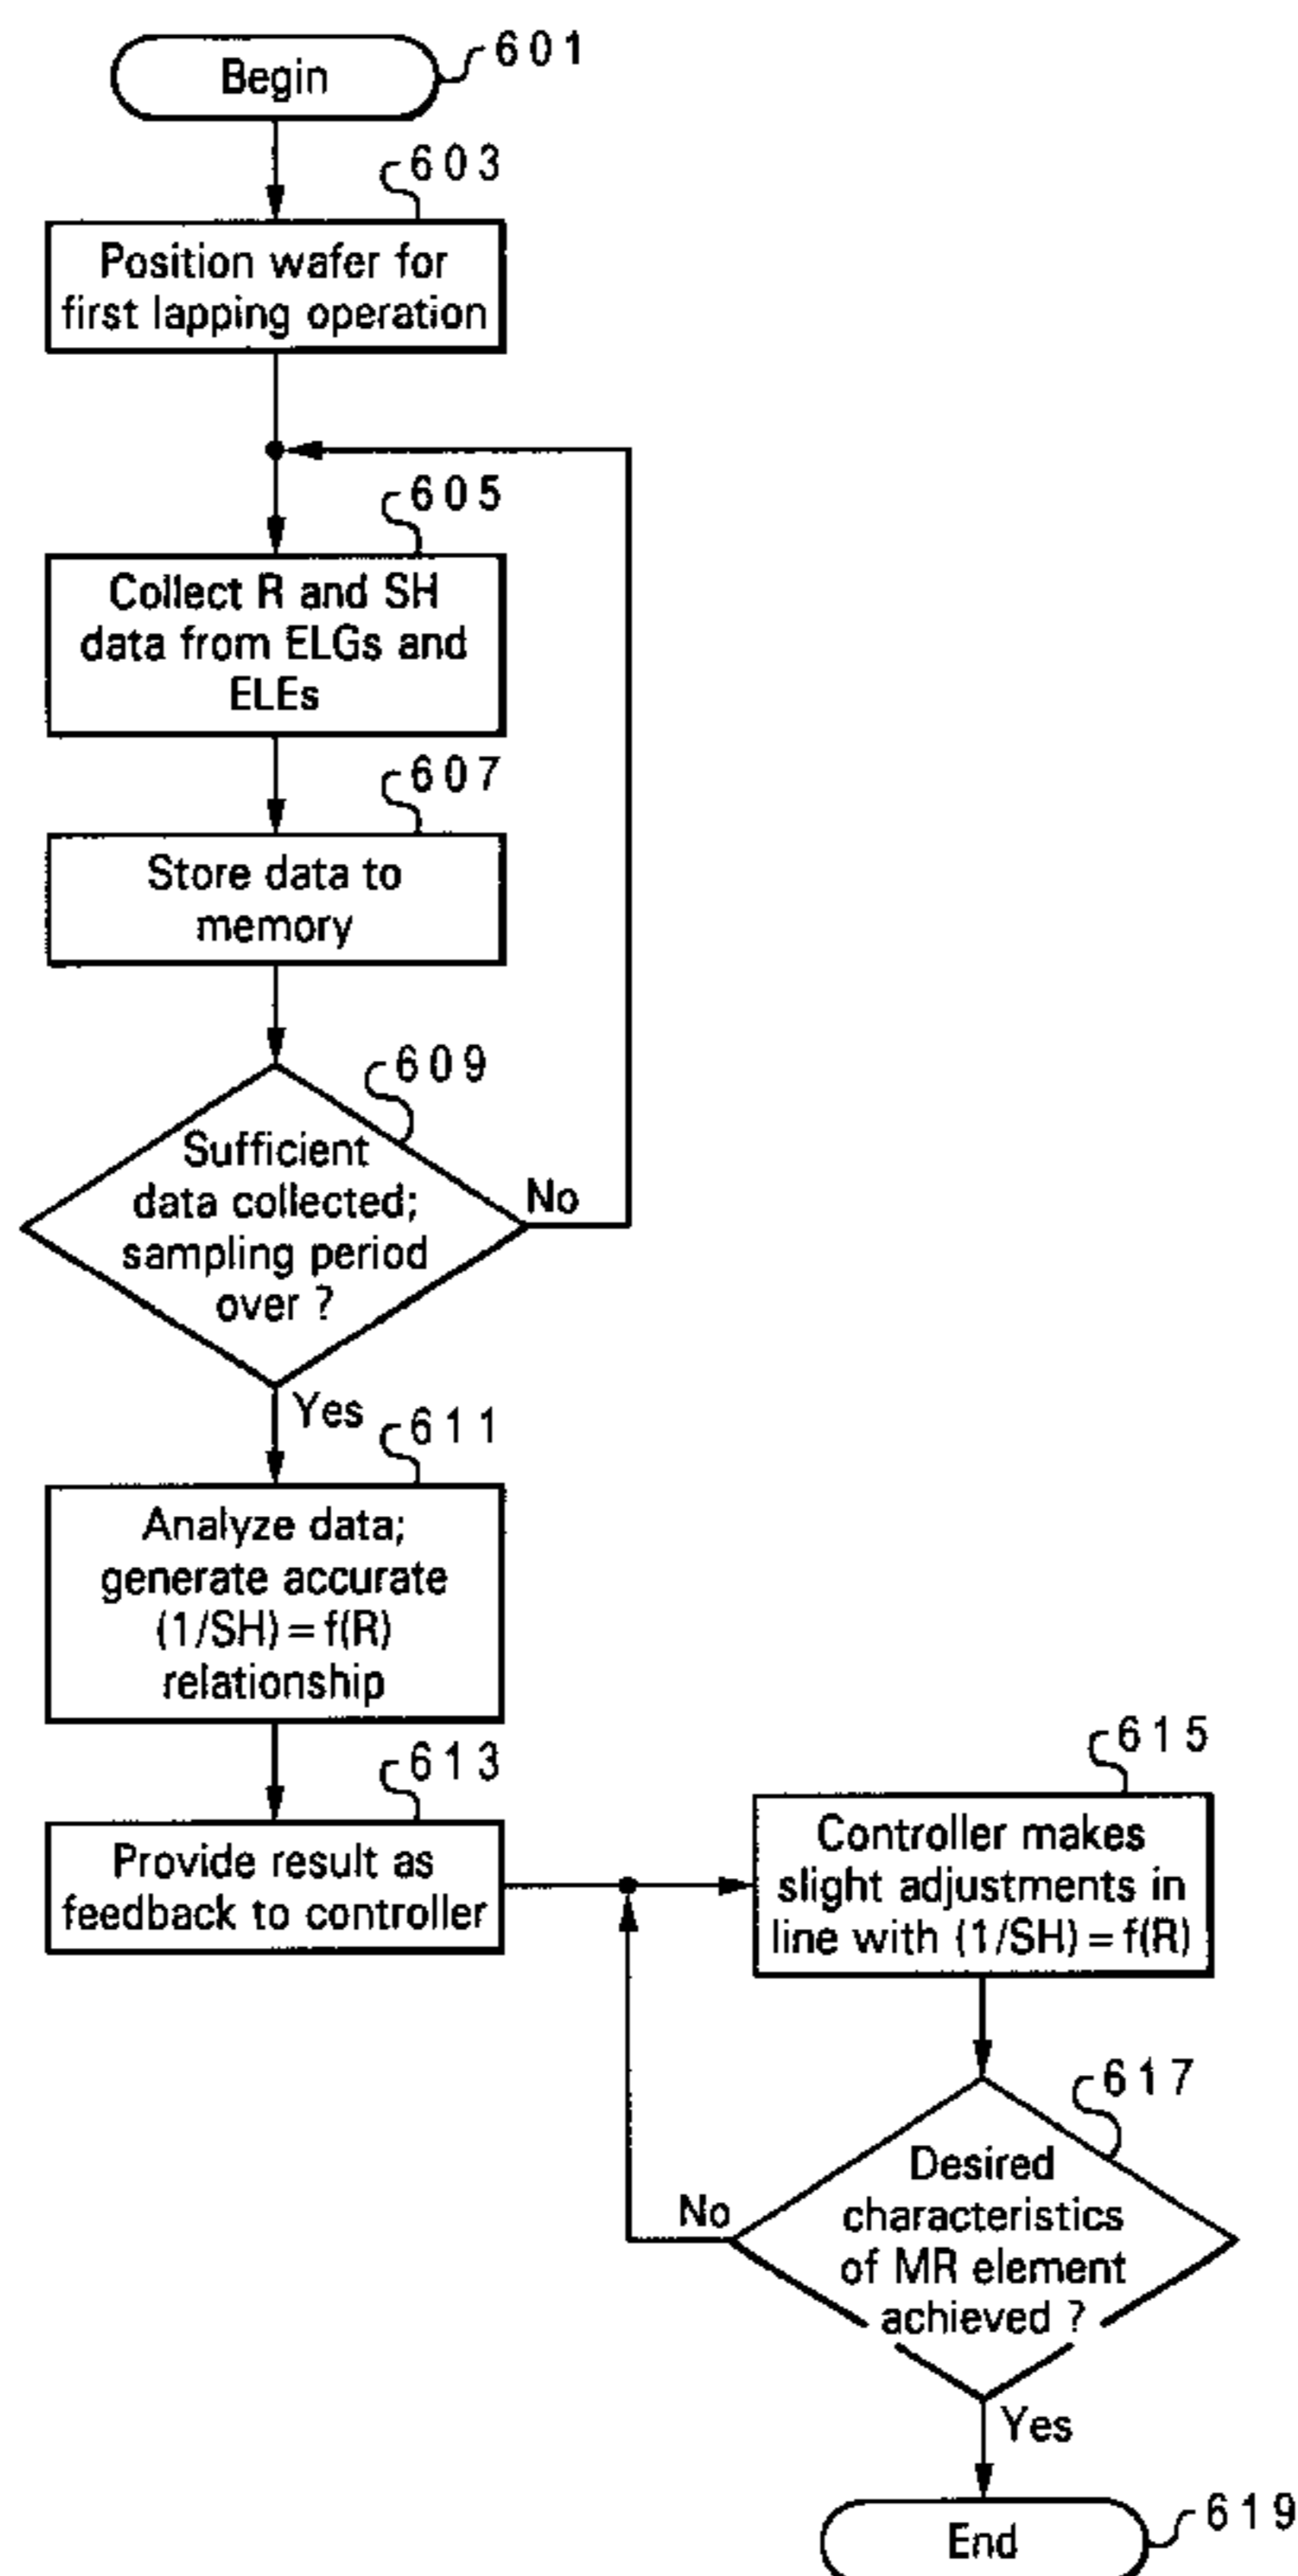 Begin
601
603
Position wafer for
first lapping operation
605
Collect R and SH
data from ELGs and
ELEs
607
Store data to
memory
609
Sufficient
data collected;
sampling period
over ?
No
Yes
611
Analyze data;
generate accurate
(1/SH) = f(R)
relationship
613
Provide result as
feedback to controller
615
Controller makes
slight adjustments in
line with (1/SH) = f(R)
617
Desired
characteristics
of MR element
achieved ?
No
Yes
End
619